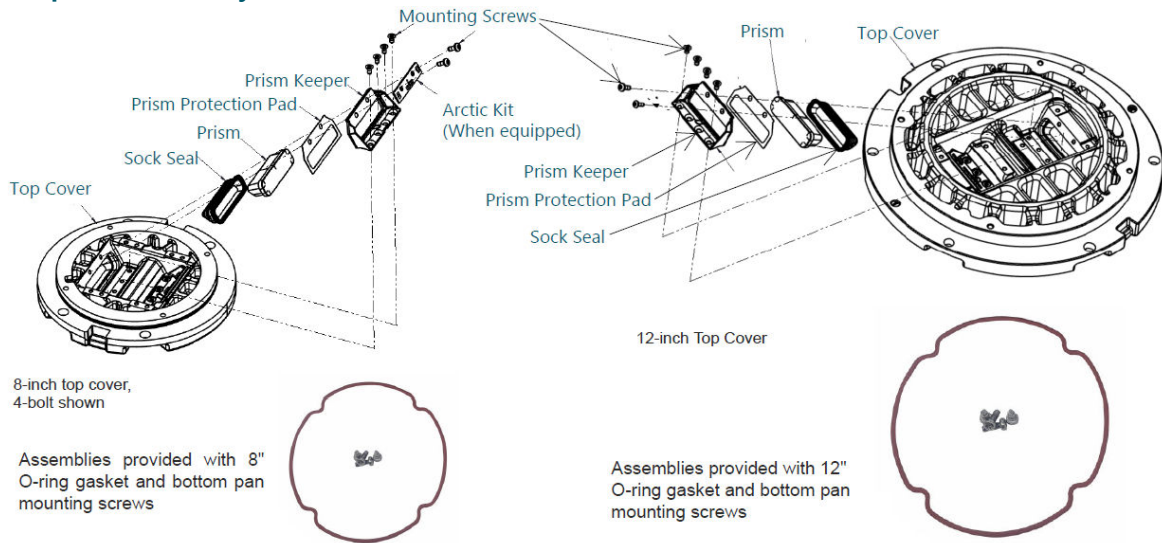 Mounting Screws
Prism Keeper
Prism Protection Pad
Prism
Sock Seal
Top Cover
Arctic Kit
(When equipped)
Prism
Top Cover
Prism Keeper
Prism Protection Pad
Sock Seal
8-inch top cover,
4-bolt shown
12-inch Top Cover
Assemblies provided with 8"
O-ring gasket and bottom pan
mounting screws
Assemblies provided with 12"
O-ring gasket and bottom pan
mounting screws